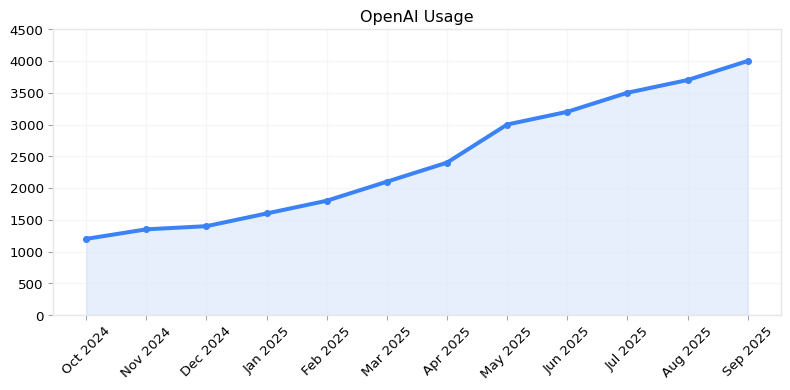 OpenAI Usage
4500
4000
3500
3000
2500
2000
1500
1000
500
0
Oct 2024
Nov 2024
Dec 2024
Jan 2025
Feb 2025
Mar 2025
Apr 2025
May 2025
Jun 2025
Jul 2025
Aug 2025
Sep 2025